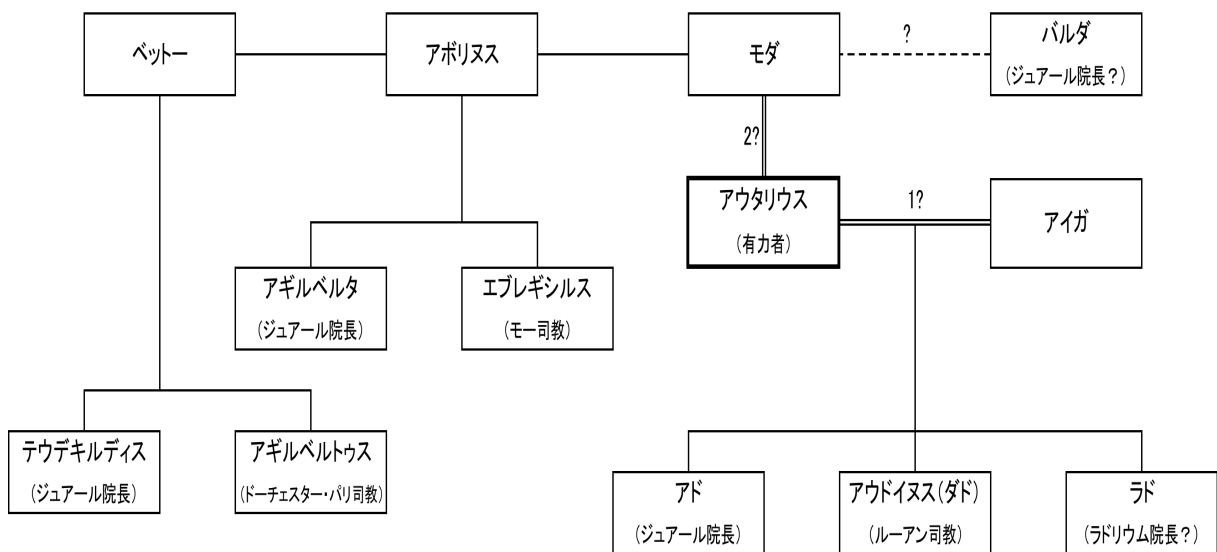 ベットー
アボリヌス
モダ
?
バルダ
(ジュアール院長?)
2?
アウタリウス
(有力者)
1?
アイガ
アギルベルタ
(ジュアール院長)
エブレギシルス
(モー司教)
テウデキルディス
(ジュアール院長)
アギルベルトゥス
(ドーチェスター・パリ司教)
アド
(ジュアール院長)
アウドイヌス(ダド)
(ルーアン司教)
ラド
(ラドリウム院長?)